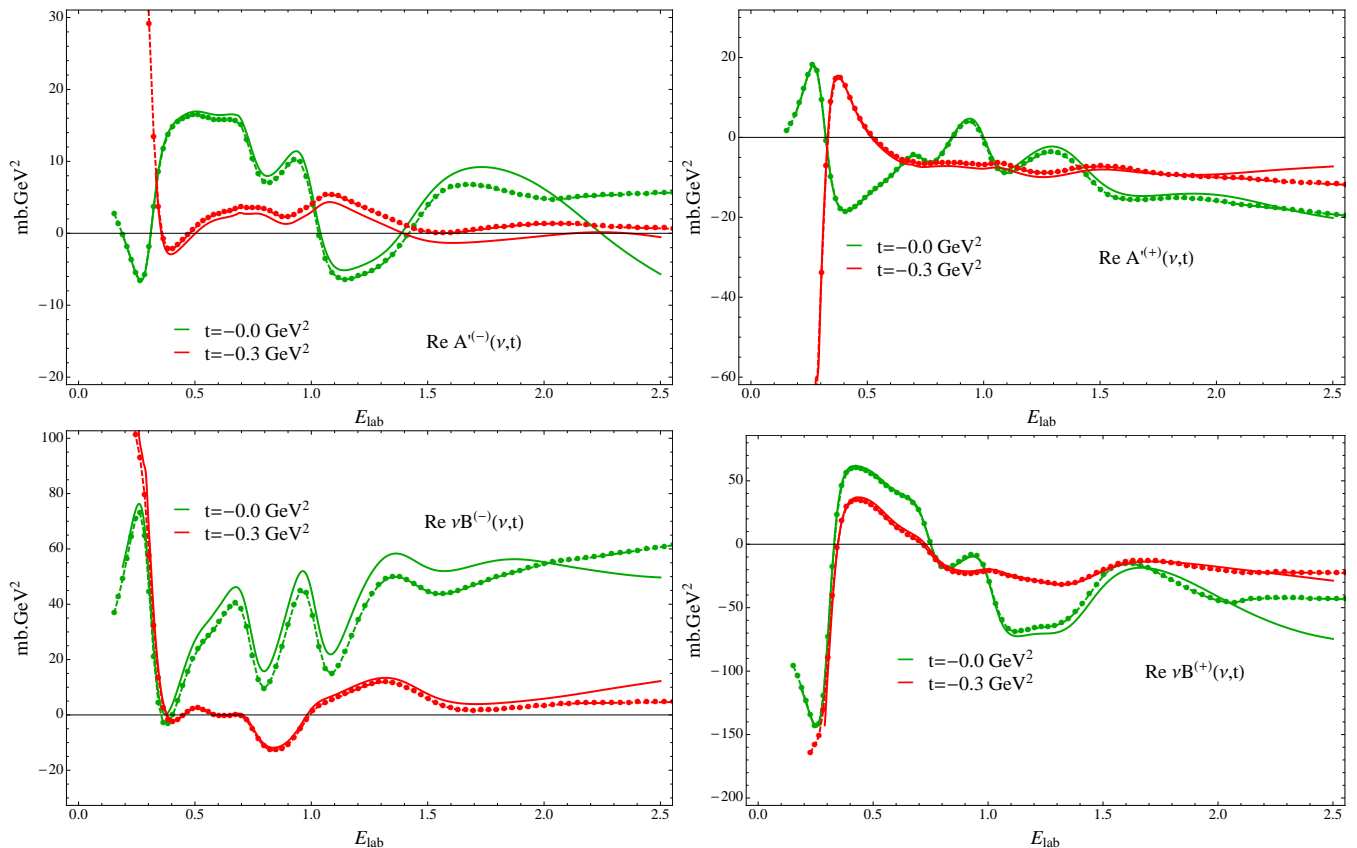 30
20
10
0
−10
−20
mb.GeV²
0.0 0.5 1.0 1.5 2.0 2.5
E_lab
t=−0.0 GeV²
t=−0.3 GeV²
Re A′⁽⁻⁾(ν,t)
20
0
−20
−40
−60
mb.GeV²
0.0 0.5 1.0 1.5 2.0 2.5
E_lab
t=−0.0 GeV²
t=−0.3 GeV²
Re A′⁽⁺⁾(ν,t)
100
80
60
40
20
0
−20
mb.GeV²
0.0 0.5 1.0 1.5 2.0 2.5
E_lab
t=−0.0 GeV²
t=−0.3 GeV²
Re νB⁽⁻⁾(ν,t)
50
0
−50
−100
−150
−200
mb.GeV²
0.0 0.5 1.0 1.5 2.0 2.5
E_lab
t=−0.0 GeV²
t=−0.3 GeV²
Re νB⁽⁺⁾(ν,t)